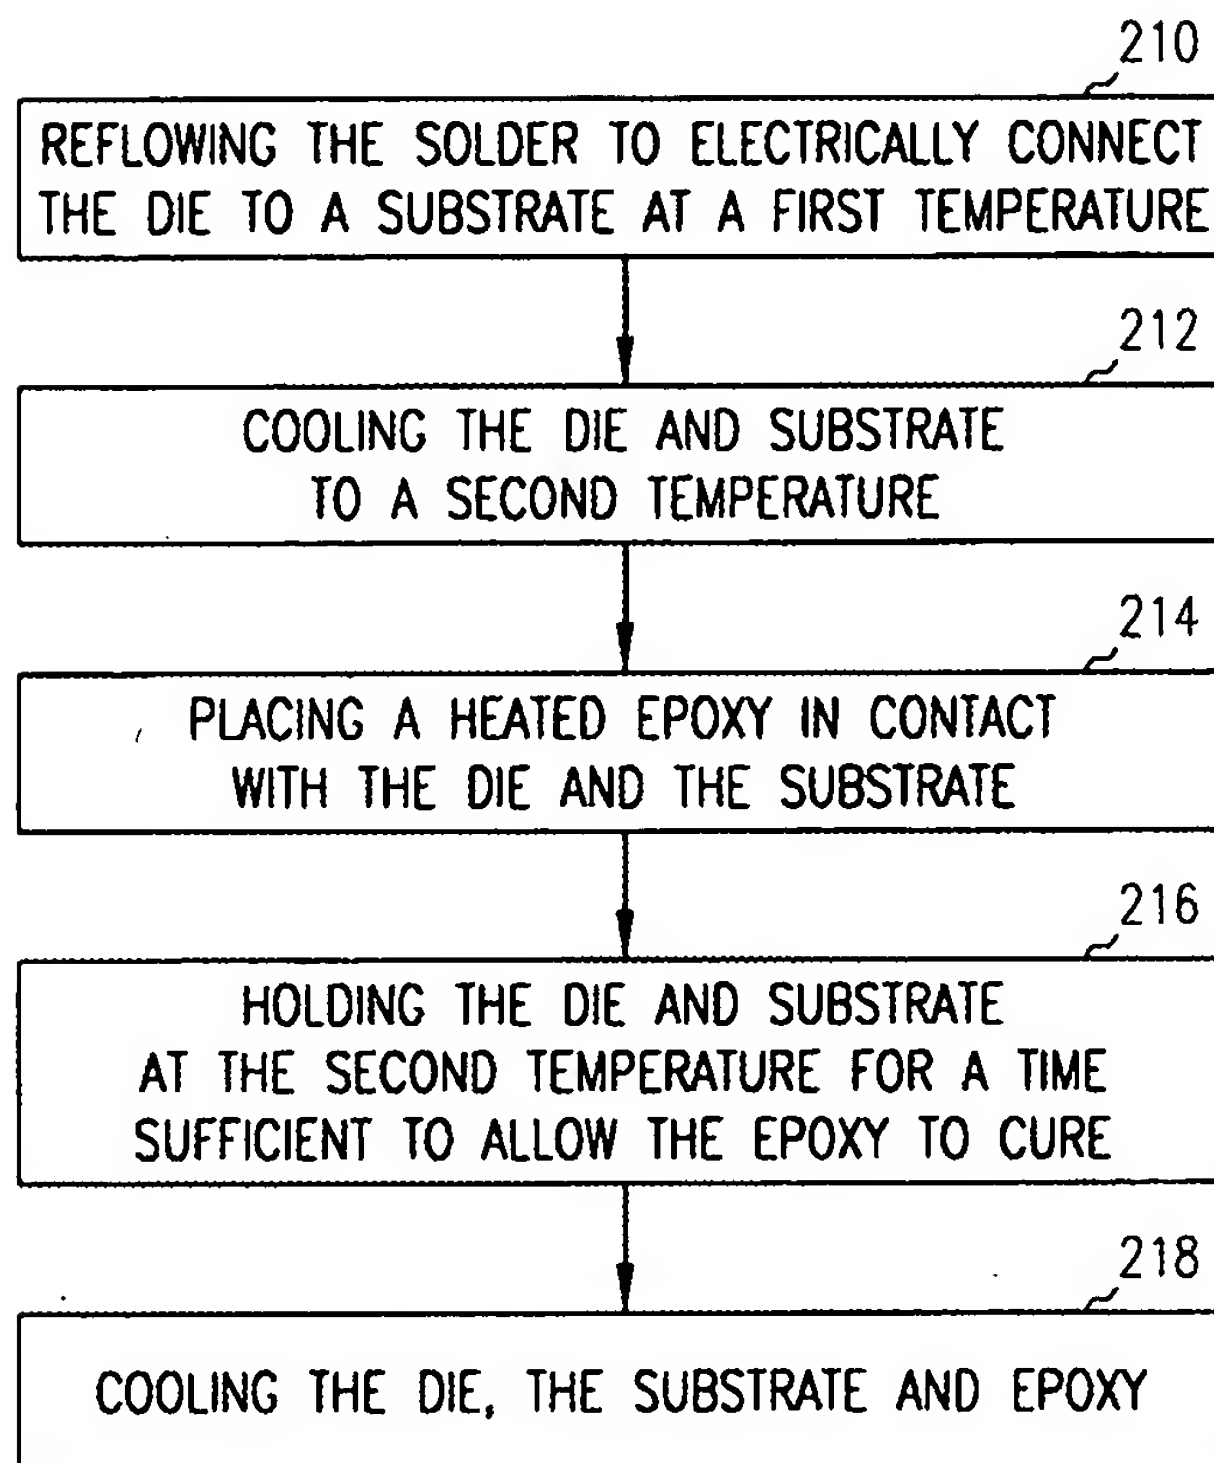 210
REFLOWING THE SOLDER TO ELECTRICALLY CONNECT
THE DIE TO A SUBSTRATE AT A FIRST TEMPERATURE
212
COOLING THE DIE AND SUBSTRATE
TO A SECOND TEMPERATURE
214
PLACING A HEATED EPOXY IN CONTACT
WITH THE DIE AND THE SUBSTRATE
216
HOLDING THE DIE AND SUBSTRATE
AT THE SECOND TEMPERATURE FOR A TIME
SUFFICIENT TO ALLOW THE EPOXY TO CURE
218
COOLING THE DIE, THE SUBSTRATE AND EPOXY